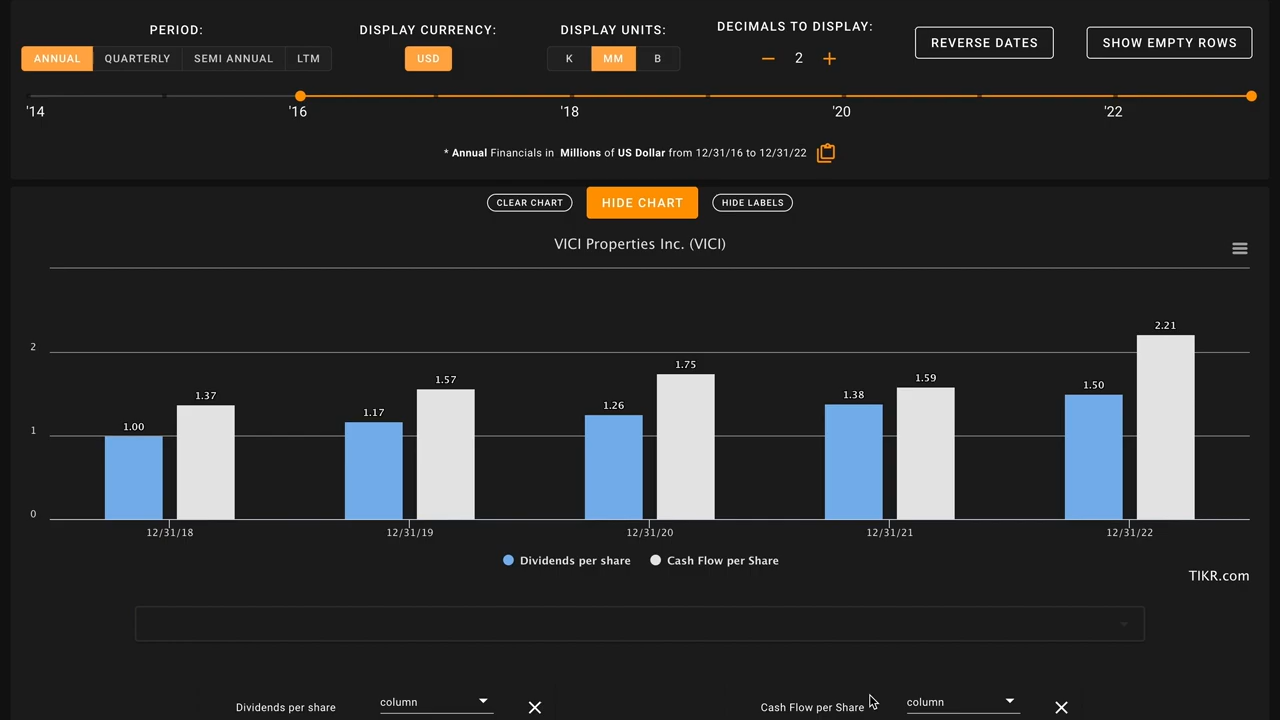 PERIOD:
DISPLAY CURRENCY:
DISPLAY UNITS:
DECIMALS TO DISPLAY:
ANNUAL
QUARTERLY
SEMI ANNUAL
LTM
USD
K
MM
B
2
REVERSE DATES
SHOW EMPTY ROWS
'14
'16
'18
'20
'22
* Annual Financials in Millions of US Dollar from 12/31/16 to 12/31/22
CLEAR CHART
HIDE CHART
HIDE LABELS
VICI Properties Inc. (VICI)
2
1
0
1.00
1.37
1.17
1.57
1.26
1.75
1.38
1.59
1.50
2.21
12/31/18
12/31/19
12/31/20
12/31/21
12/31/22
Dividends per share
Cash Flow per Share
TIKR.com
Dividends per share
column
Cash Flow per Share
column